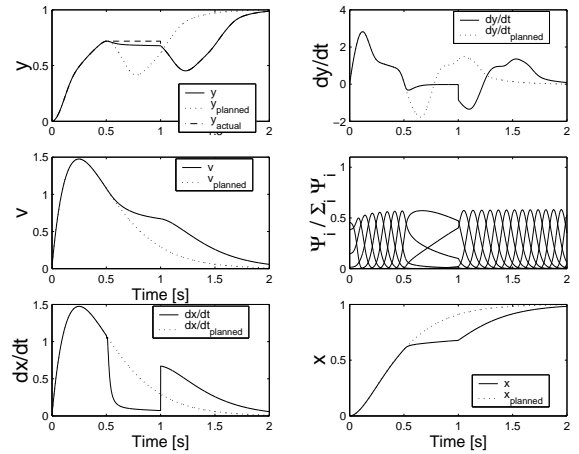 1
0.5
0
0 0.5 1 1.5 2
y
y
y planned
y actual
4
2
0
−2
0 0.5 1 1.5 2
dy/dt
dy/dt
dy/dt planned
1.5
1
0.5
0
0 0.5 1 1.5 2
v
v
v planned
1
0.5
0
0 0.5 1 1.5 2
Ψi / Σi Ψi
1.5
1
0.5
0
0 0.5 1 1.5 2
dx/dt
Time [s]
dx/dt
dx/dt planned
1
0.5
0
0 0.5 1 1.5 2
x
Time [s]
x
x planned